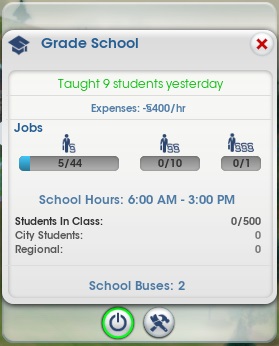 Grade School
Taught 9 students yesterday
Expenses: -§400/hr
Jobs
§ §§ §§§
5/44 0/10 0/1
School Hours: 6:00 AM - 3:00 PM
Students In Class: 0/500
City Students: 0
Regional: 0
School Buses: 2